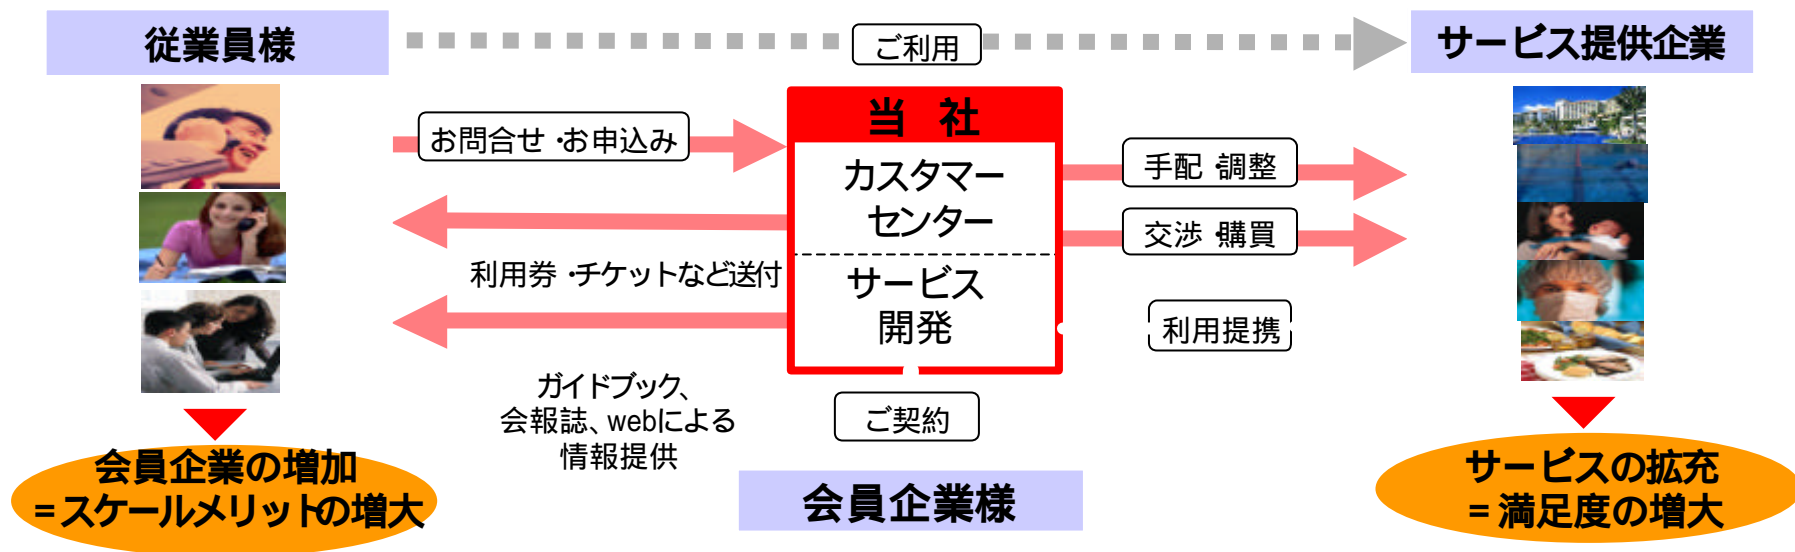 従業員様
ご利用
サービス提供企業
お問合せ・お申込み
当 社
カスタマー
センター
手配・調整
交渉・購買
利用券・チケットなど送付
サービス
開発
利用提携
ガイドブック、
会報誌、webによる
情報提供
ご契約
会員企業様
会員企業の増加
=スケールメリットの増大
サービスの拡充
=満足度の増大